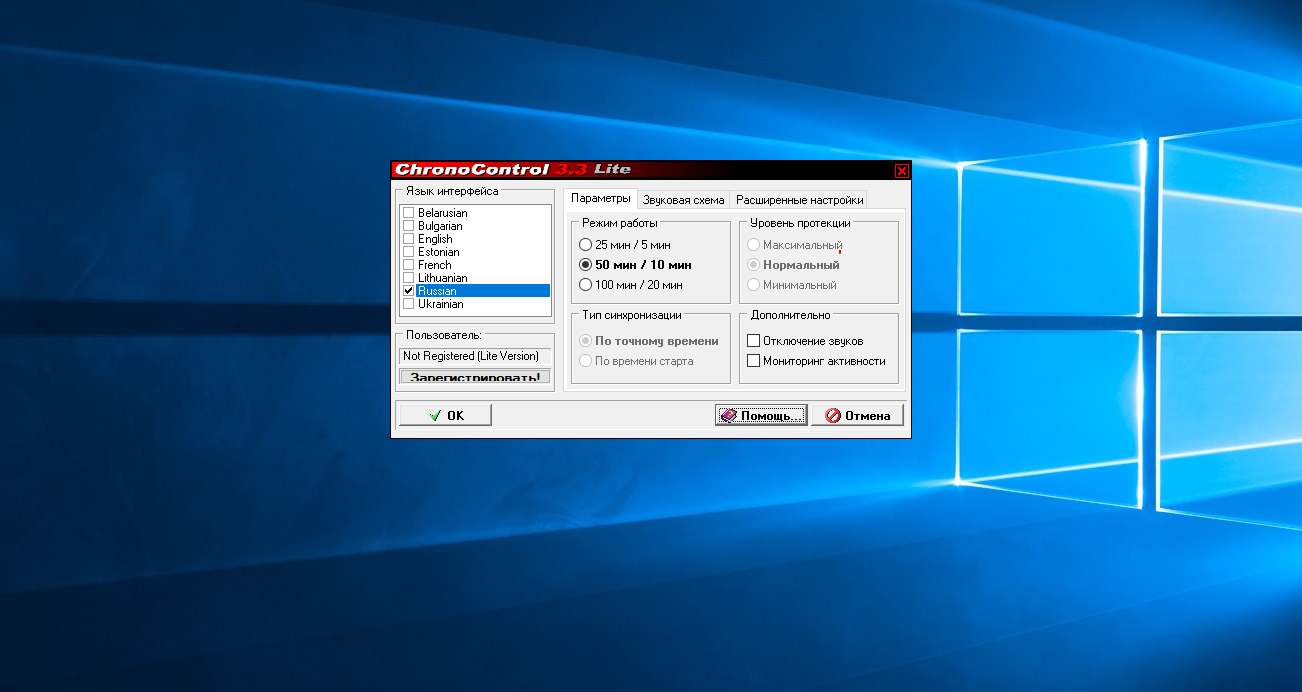 ChronoControl 3.3 Lite
Язык интерфейса
Belarusian
Bulgarian
English
Estonian
French
Lithuanian
Russian
Ukrainian
Пользователь:
Not Registered (Lite Version)
Зарегистрировать!
Параметры
Звуковая схема
Расширенные настройки
Режим работы
25 мин / 5 мин
50 мин / 10 мин
100 мин / 20 мин
Уровень протекции
Максимальный
Нормальный
Минимальный
Тип синхронизации
По точному времени
По времени старта
Дополнительно
Отключение звуков
Мониторинг активности
OK
Помощь...
Отмена